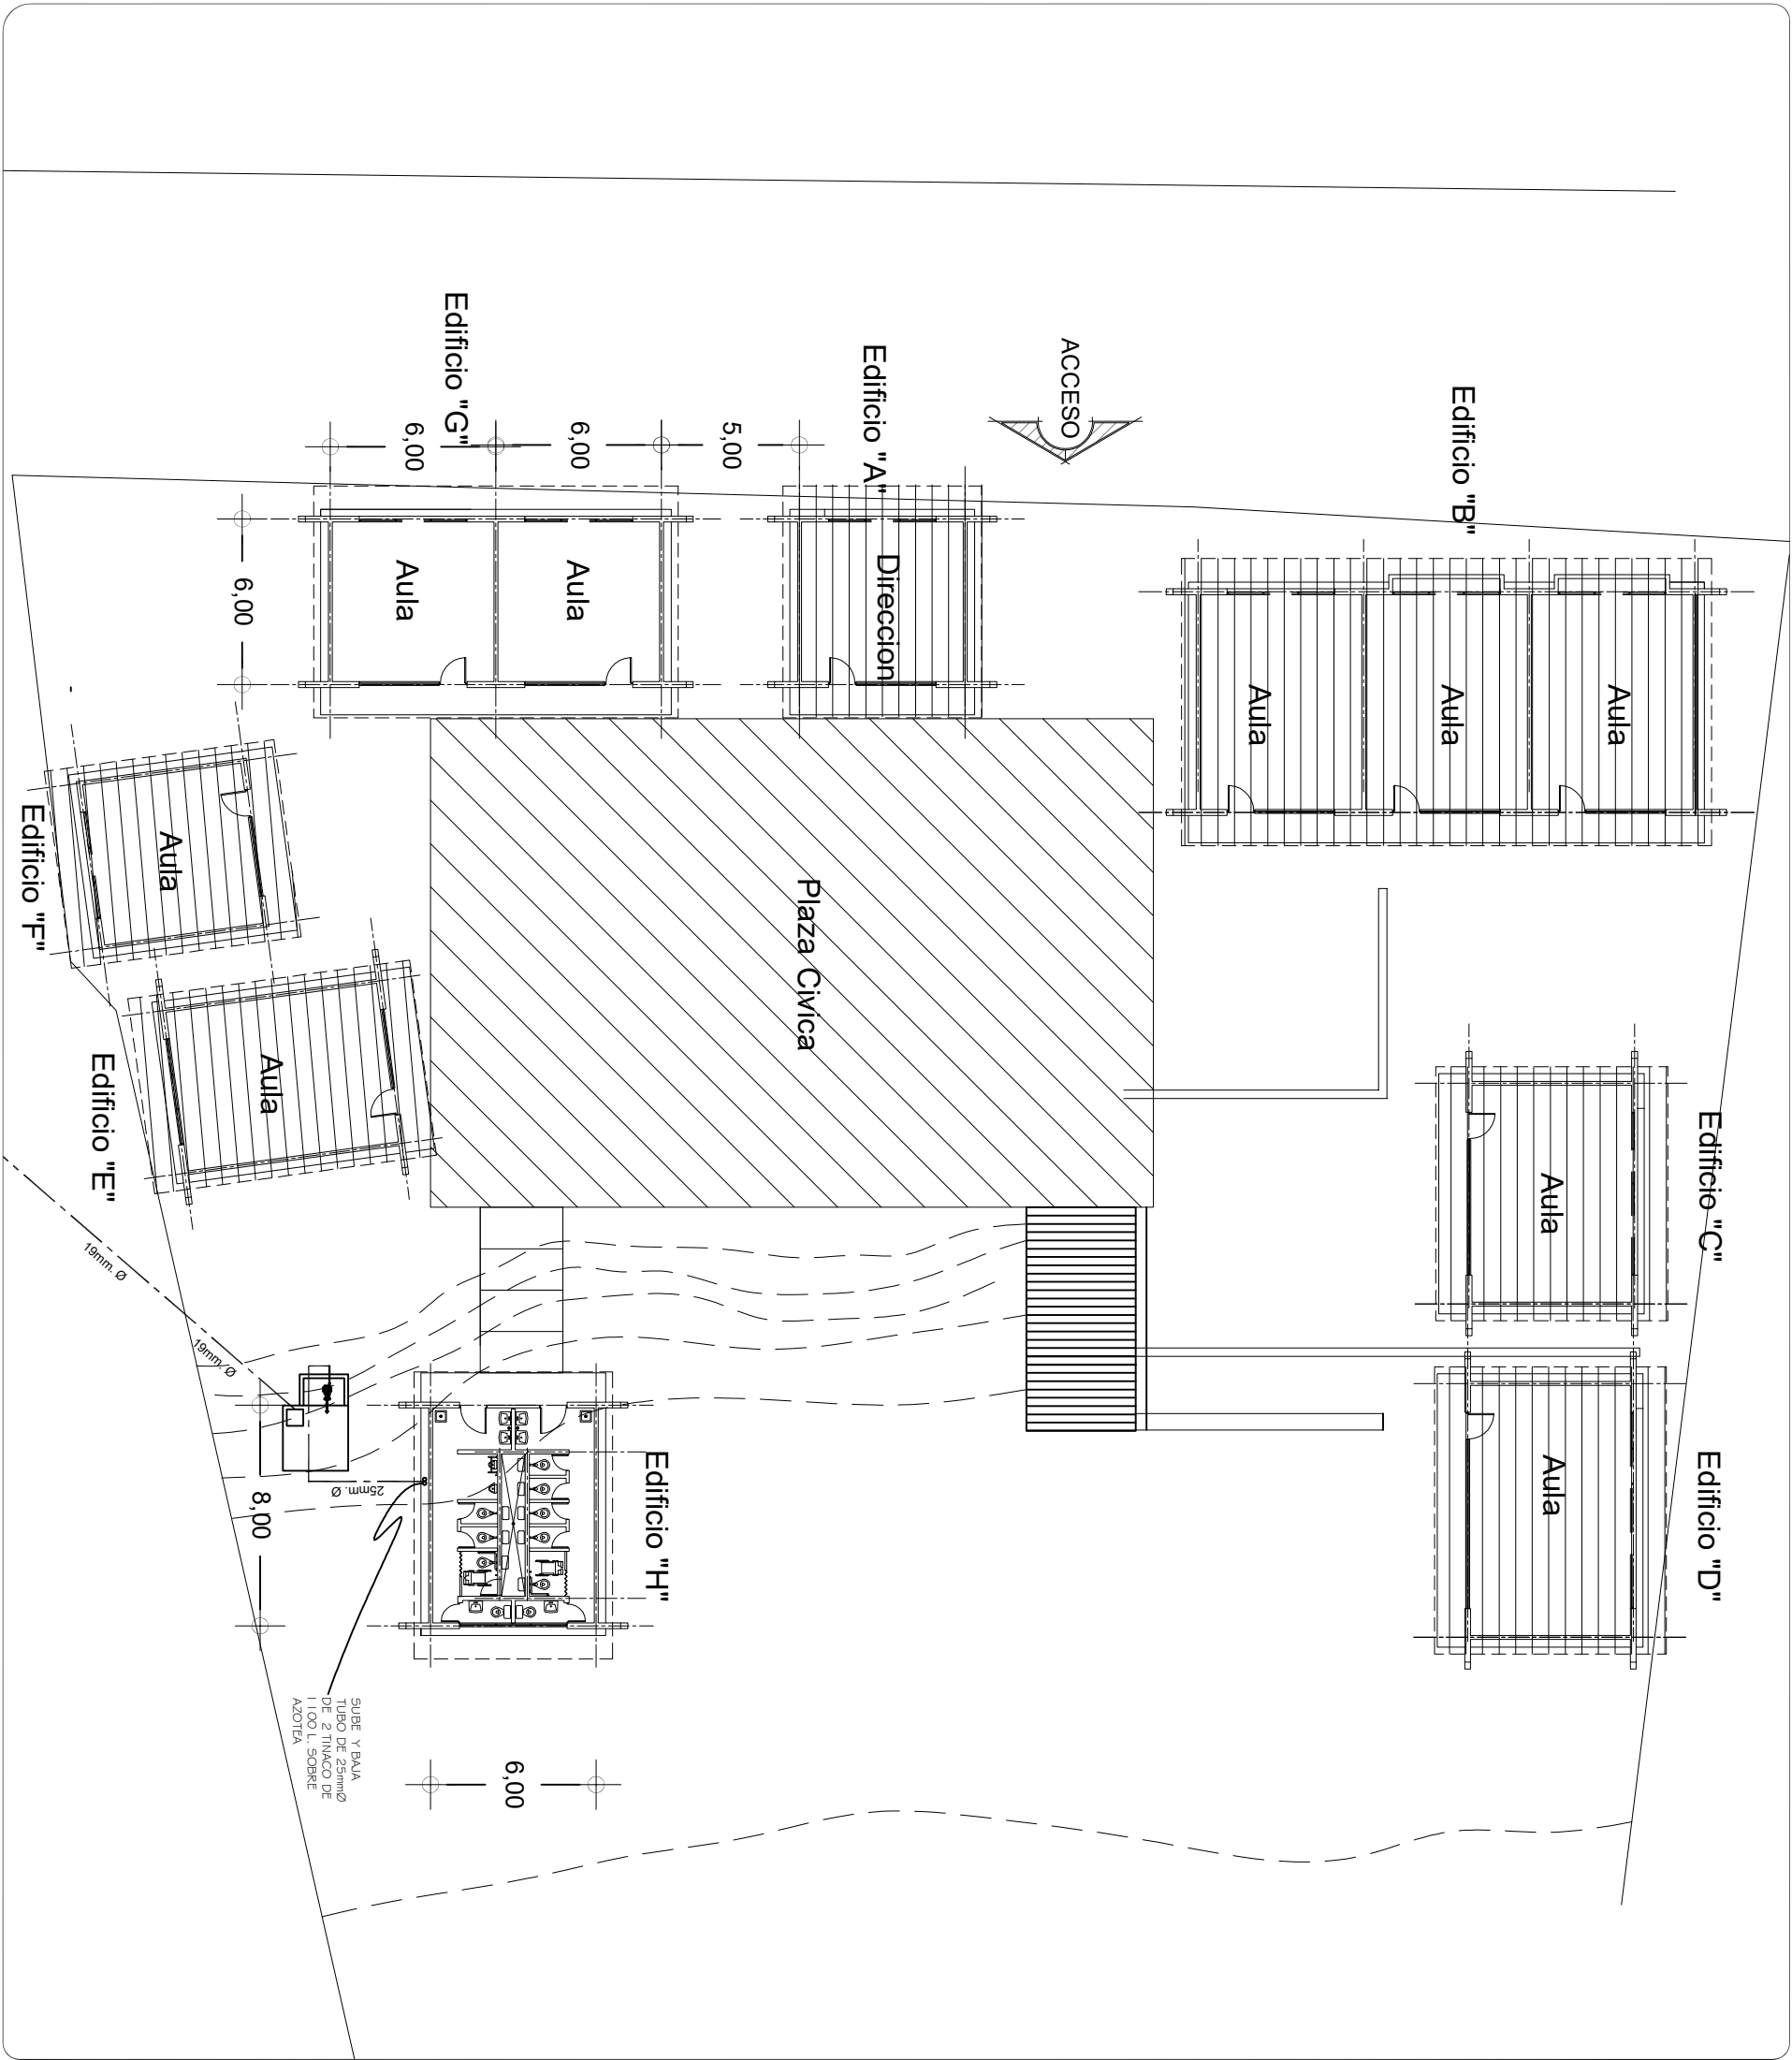 Edificio "B"
ACCESO
Edificio "A"
Edificio "G"
5,00
6,00
6,00
6,00
Direccion
Aula
Aula
Aula
Aula
Aula
Plaza Civica
Aula
Edificio "F"
Aula
Edificio "E"
Edificio "C"
Aula
Edificio "D"
Aula
Edificio "H"
19mm. Ø
19mm. Ø
25mm. Ø
8,00
6,00
SUBE Y BAJA
TUBO DE 25mmØ
DE 2 TINACO DE
1100 L. SOBRE
AZOTEA